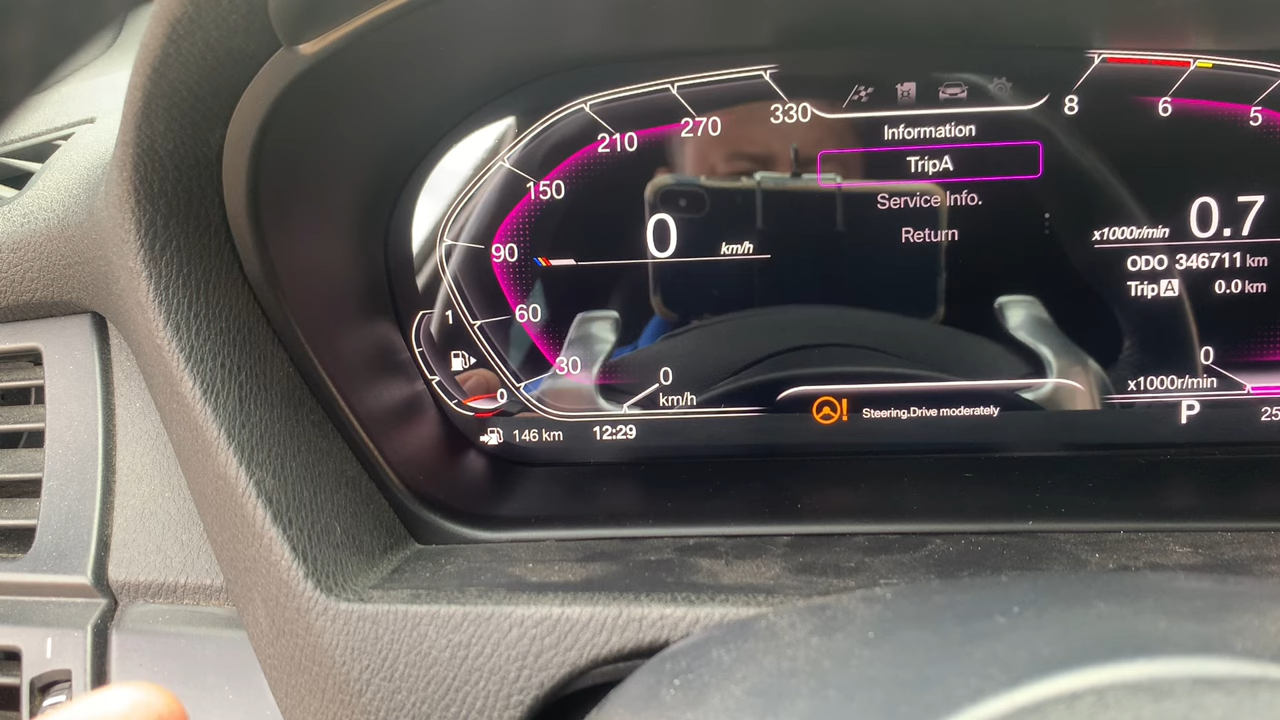 330
270
210
150
90
60
30
0
km/h
0 km/h
1
0
146 km
12:29
Information
TripA
Service Info.
Return
Steering.Drive moderately
8
6
5
0.7
x1000r/min
ODO 346711 km
Trip A 0.0 km
0
x1000r/min
P
25